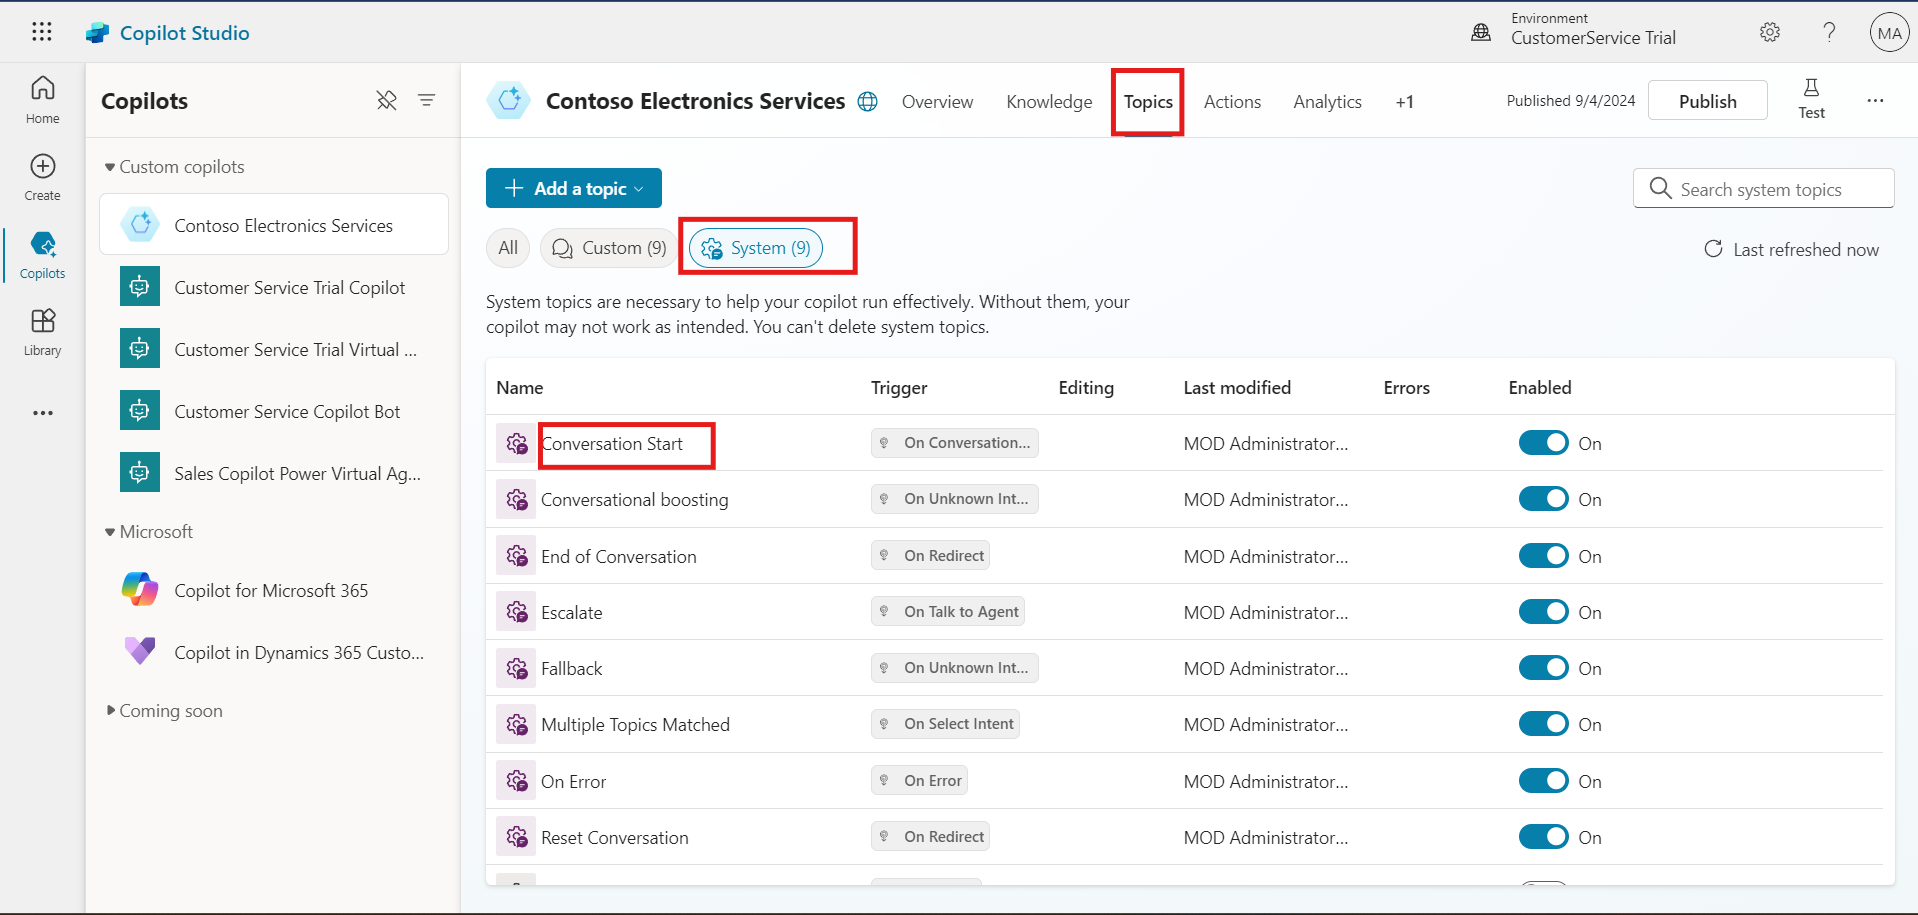 Copilot Studio
Environment
CustomerService Trial
?
MA
Home
Create
Copilots
Library
Copilots
Custom copilots
Contoso Electronics Services
Customer Service Trial Copilot
Customer Service Trial Virtual ...
Customer Service Copilot Bot
Sales Copilot Power Virtual Ag...
Microsoft
Copilot for Microsoft 365
Copilot in Dynamics 365 Custo...
Coming soon
Contoso Electronics Services
Overview
Knowledge
Topics
Actions
Analytics
+1
Published 9/4/2024
Publish
Test
Add a topic
Search system topics
All
Custom (9)
System (9)
Last refreshed now
System topics are necessary to help your copilot run effectively. Without them, your
copilot may not work as intended. You can't delete system topics.
Name Trigger Editing Last modified Errors Enabled
Conversation Start On Conversation... MOD Administrator... On
Conversational boosting On Unknown Int... MOD Administrator... On
End of Conversation On Redirect MOD Administrator... On
Escalate On Talk to Agent MOD Administrator... On
Fallback On Unknown Int... MOD Administrator... On
Multiple Topics Matched On Select Intent MOD Administrator... On
On Error On Error MOD Administrator... On
Reset Conversation On Redirect MOD Administrator... On